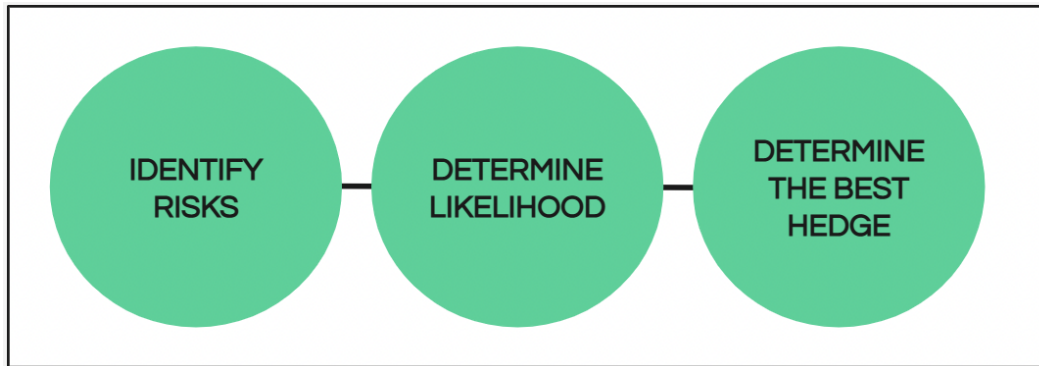 IDENTIFY
RISKS
DETERMINE
LIKELIHOOD
DETERMINE
THE BEST
HEDGE